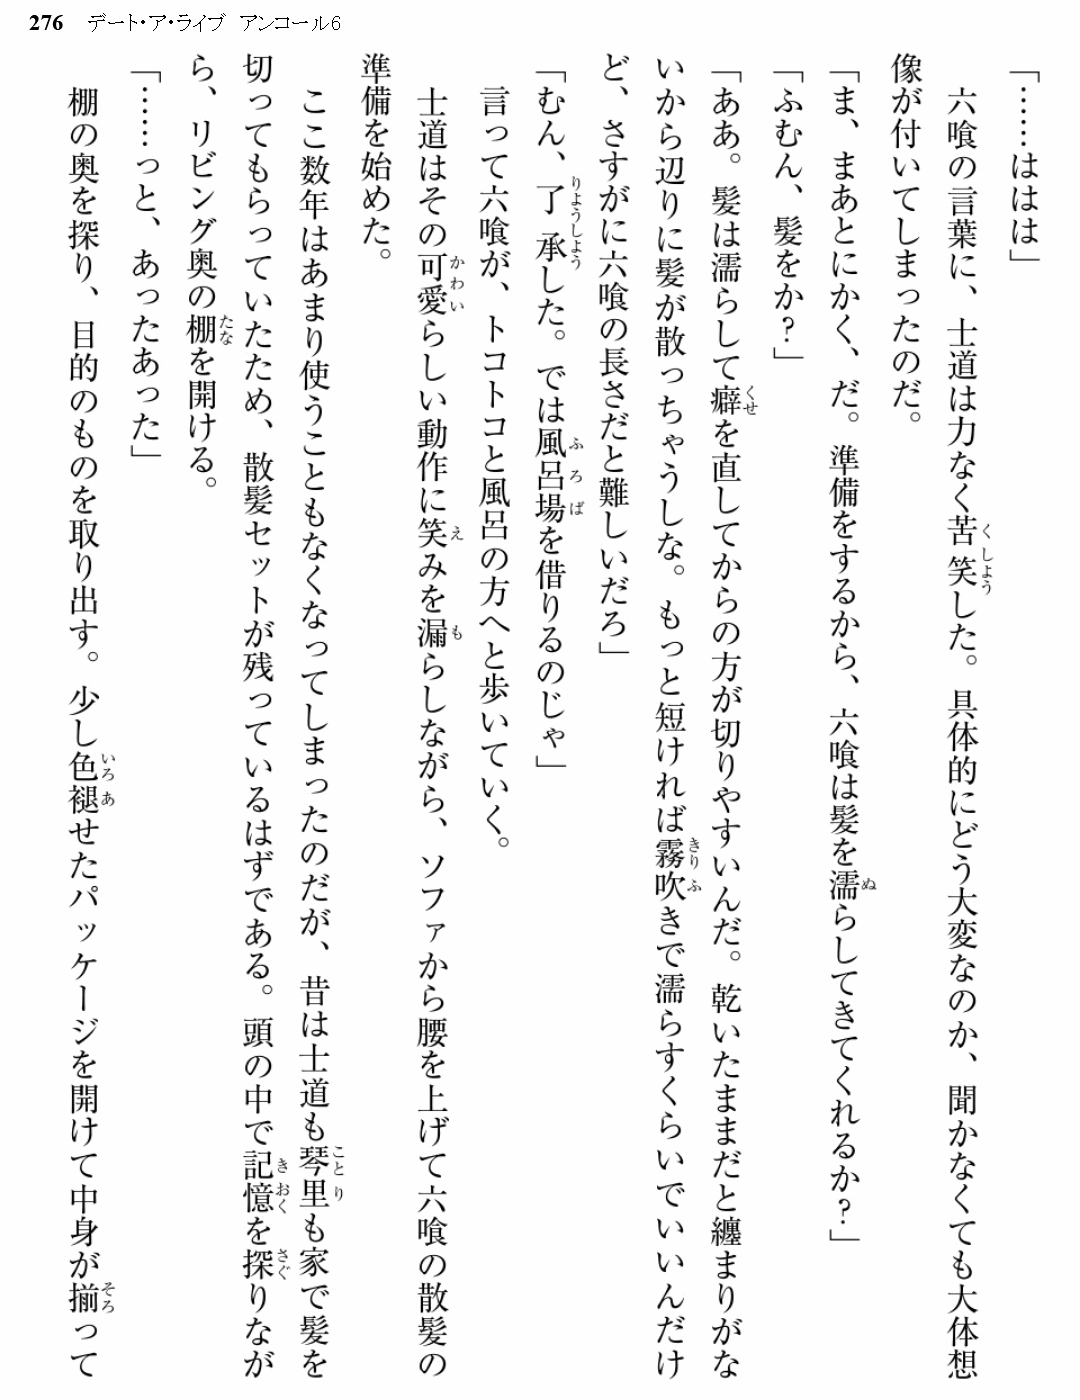 276 デート・ア・ライブ アンコール6
「……ははは」
六喰の言葉に、士道は力なく苦笑した。具体的にどう大変なのか、聞かなくても大体想
像が付いてしまったのだ。
「ま、まあとにかく、だ。準備をするから、六喰は髪を濡らしてきてくれるか？」
「ふむん、髪をか？」
「ああ。髪は濡らして癖を直してからの方が切りやすいんだ。乾いたままだと纏まりがな
いから辺りに髪が散っちゃうしな。もっと短ければ霧吹きで濡らすくらいでいいんだけ
ど、さすがに六喰の長さだと難しいだろ」
「むん、了承した。では風呂場を借りるのじゃ」
言って六喰が、トコトコと風呂の方へと歩いていく。
士道はその可愛らしい動作に笑みを漏らしながら、ソファから腰を上げて六喰の散髪の
準備を始めた。
ここ数年はあまり使うこともなくなってしまったのだが、昔は士道も琴里も家で髪を
切ってもらっていたため、散髪セットが残っているはずである。頭の中で記憶を探りなが
ら、リビング奥の棚を開ける。
「……っと、あったあった」
棚の奥を探り、目的のものを取り出す。少し色褪せたパッケージを開けて中身が揃って